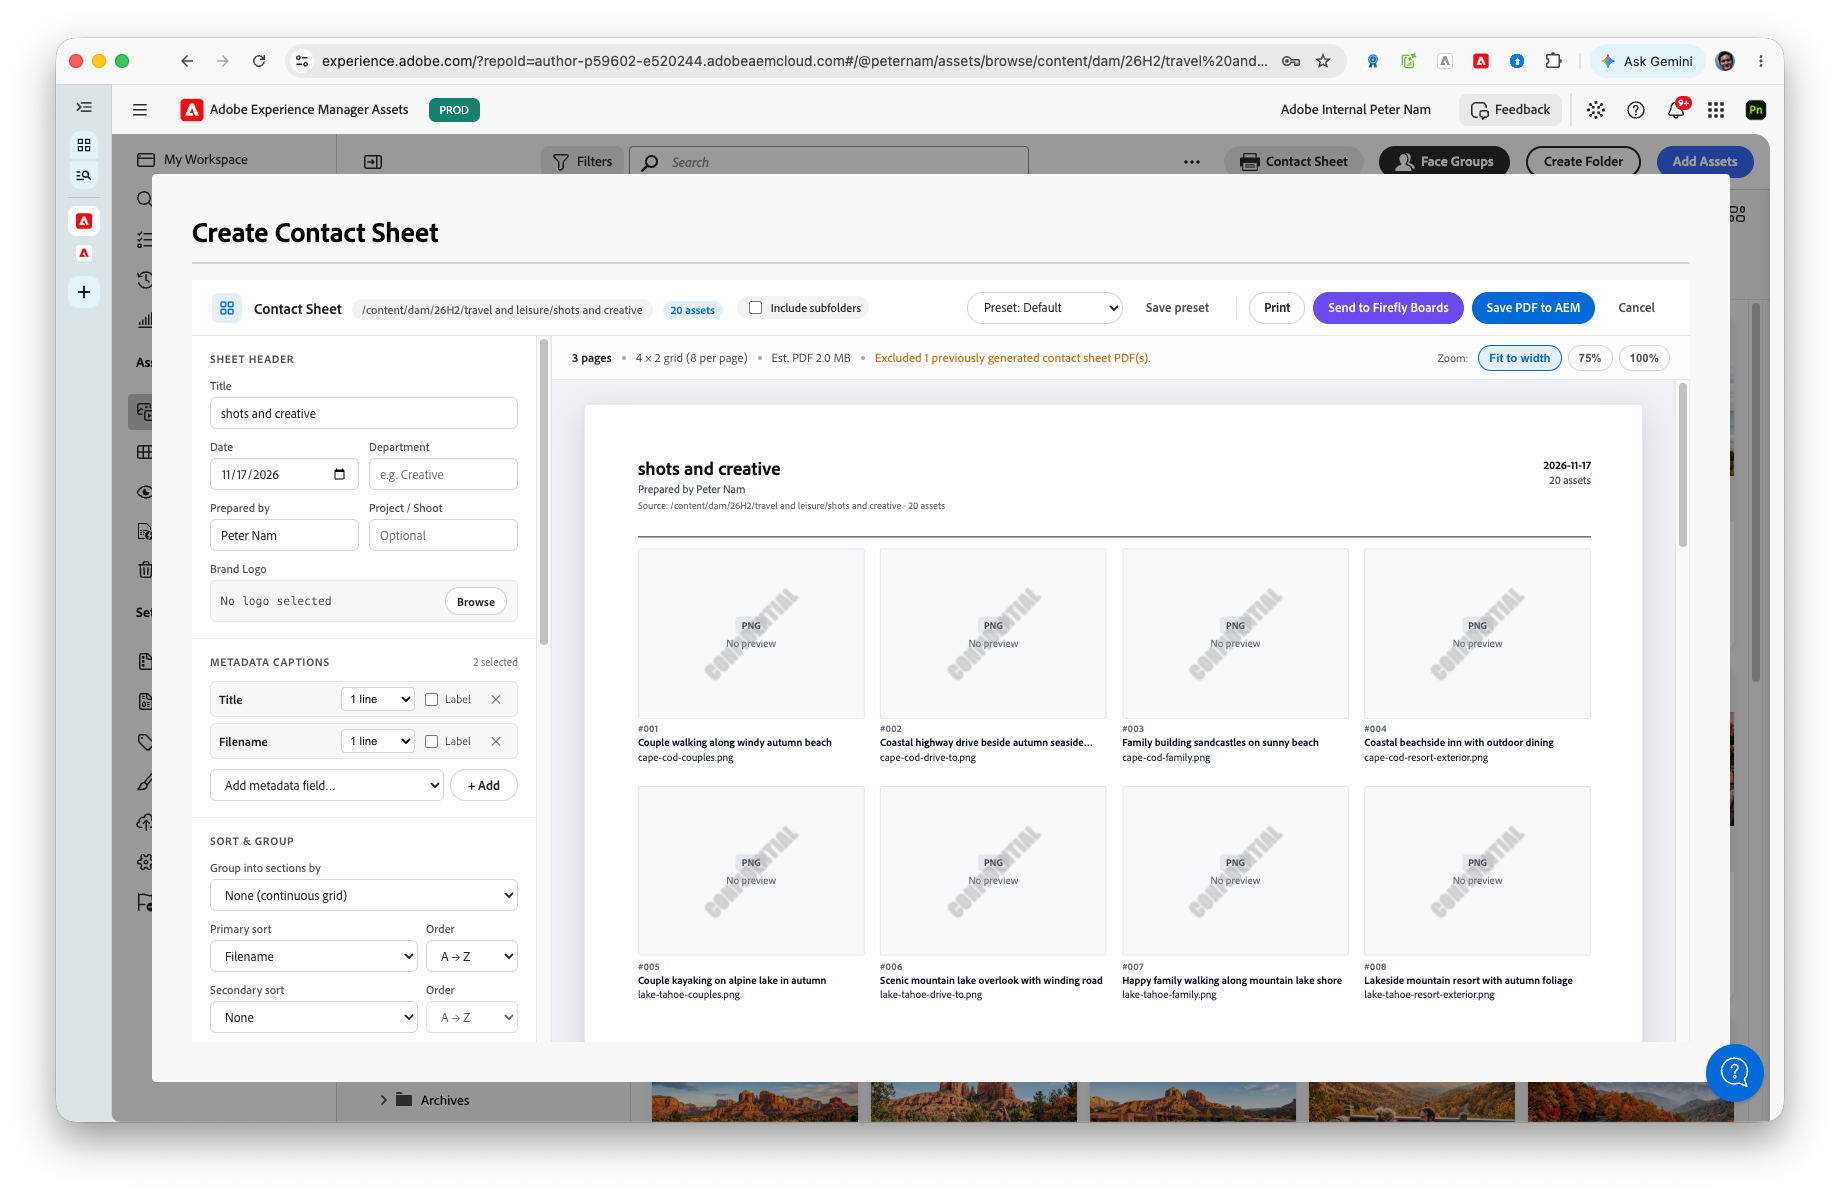 experience.adobe.com/?repoId=author-p59602-e520244.adobeaemcloud.com#/@peternam/assets/browse/content/dam/26H2/travel%20and...
Ask Gemini
Adobe Experience Manager Assets
PROD
Adobe Internal Peter Nam
Feedback
9+
Pn
My Workspace
Filters
Search
Contact Sheet
Face Groups
Create Folder
Add Assets
Create Contact Sheet
Contact Sheet
/content/dam/26H2/travel and leisure/shots and creative
20 assets
Include subfolders
Preset: Default
Save preset
Print
Send to Firefly Boards
Save PDF to AEM
Cancel
SHEET HEADER
Title
shots and creative
Date
Department
11/17/2026
e.g. Creative
Prepared by
Project / Shoot
Peter Nam
Optional
Brand Logo
No logo selected
Browse
METADATA CAPTIONS
2 selected
Title
1 line
Label
Filename
1 line
Label
Add metadata field...
+ Add
SORT & GROUP
Group into sections by
None (continuous grid)
Primary sort
Order
Filename
A → Z
Secondary sort
Order
None
A → Z
3 pages • 4 × 2 grid (8 per page) • Est. PDF 2.0 MB • Excluded 1 previously generated contact sheet PDF(s).
Zoom:
Fit to width
75%
100%
shots and creative
Prepared by Peter Nam
Source: /content/dam/26H2/travel and leisure/shots and creative · 20 assets
2026-11-17
20 assets
CONFIDENTIAL
PNG
No preview
#001
Couple walking along windy autumn beach
cape-cod-couples.png
CONFIDENTIAL
PNG
No preview
#002
Coastal highway drive beside autumn seaside...
cape-cod-drive-to.png
CONFIDENTIAL
PNG
No preview
#003
Family building sandcastles on sunny beach
cape-cod-family.png
CONFIDENTIAL
PNG
No preview
#004
Coastal beachside inn with outdoor dining
cape-cod-resort-exterior.png
CONFIDENTIAL
PNG
No preview
#005
Couple kayaking on alpine lake in autumn
lake-tahoe-couples.png
CONFIDENTIAL
PNG
No preview
#006
Scenic mountain lake overlook with winding road
lake-tahoe-drive-to.png
CONFIDENTIAL
PNG
No preview
#007
Happy family walking along mountain lake shore
lake-tahoe-family.png
CONFIDENTIAL
PNG
No preview
#008
Lakeside mountain resort with autumn foliage
lake-tahoe-resort-exterior.png
Ass
Se
Archives